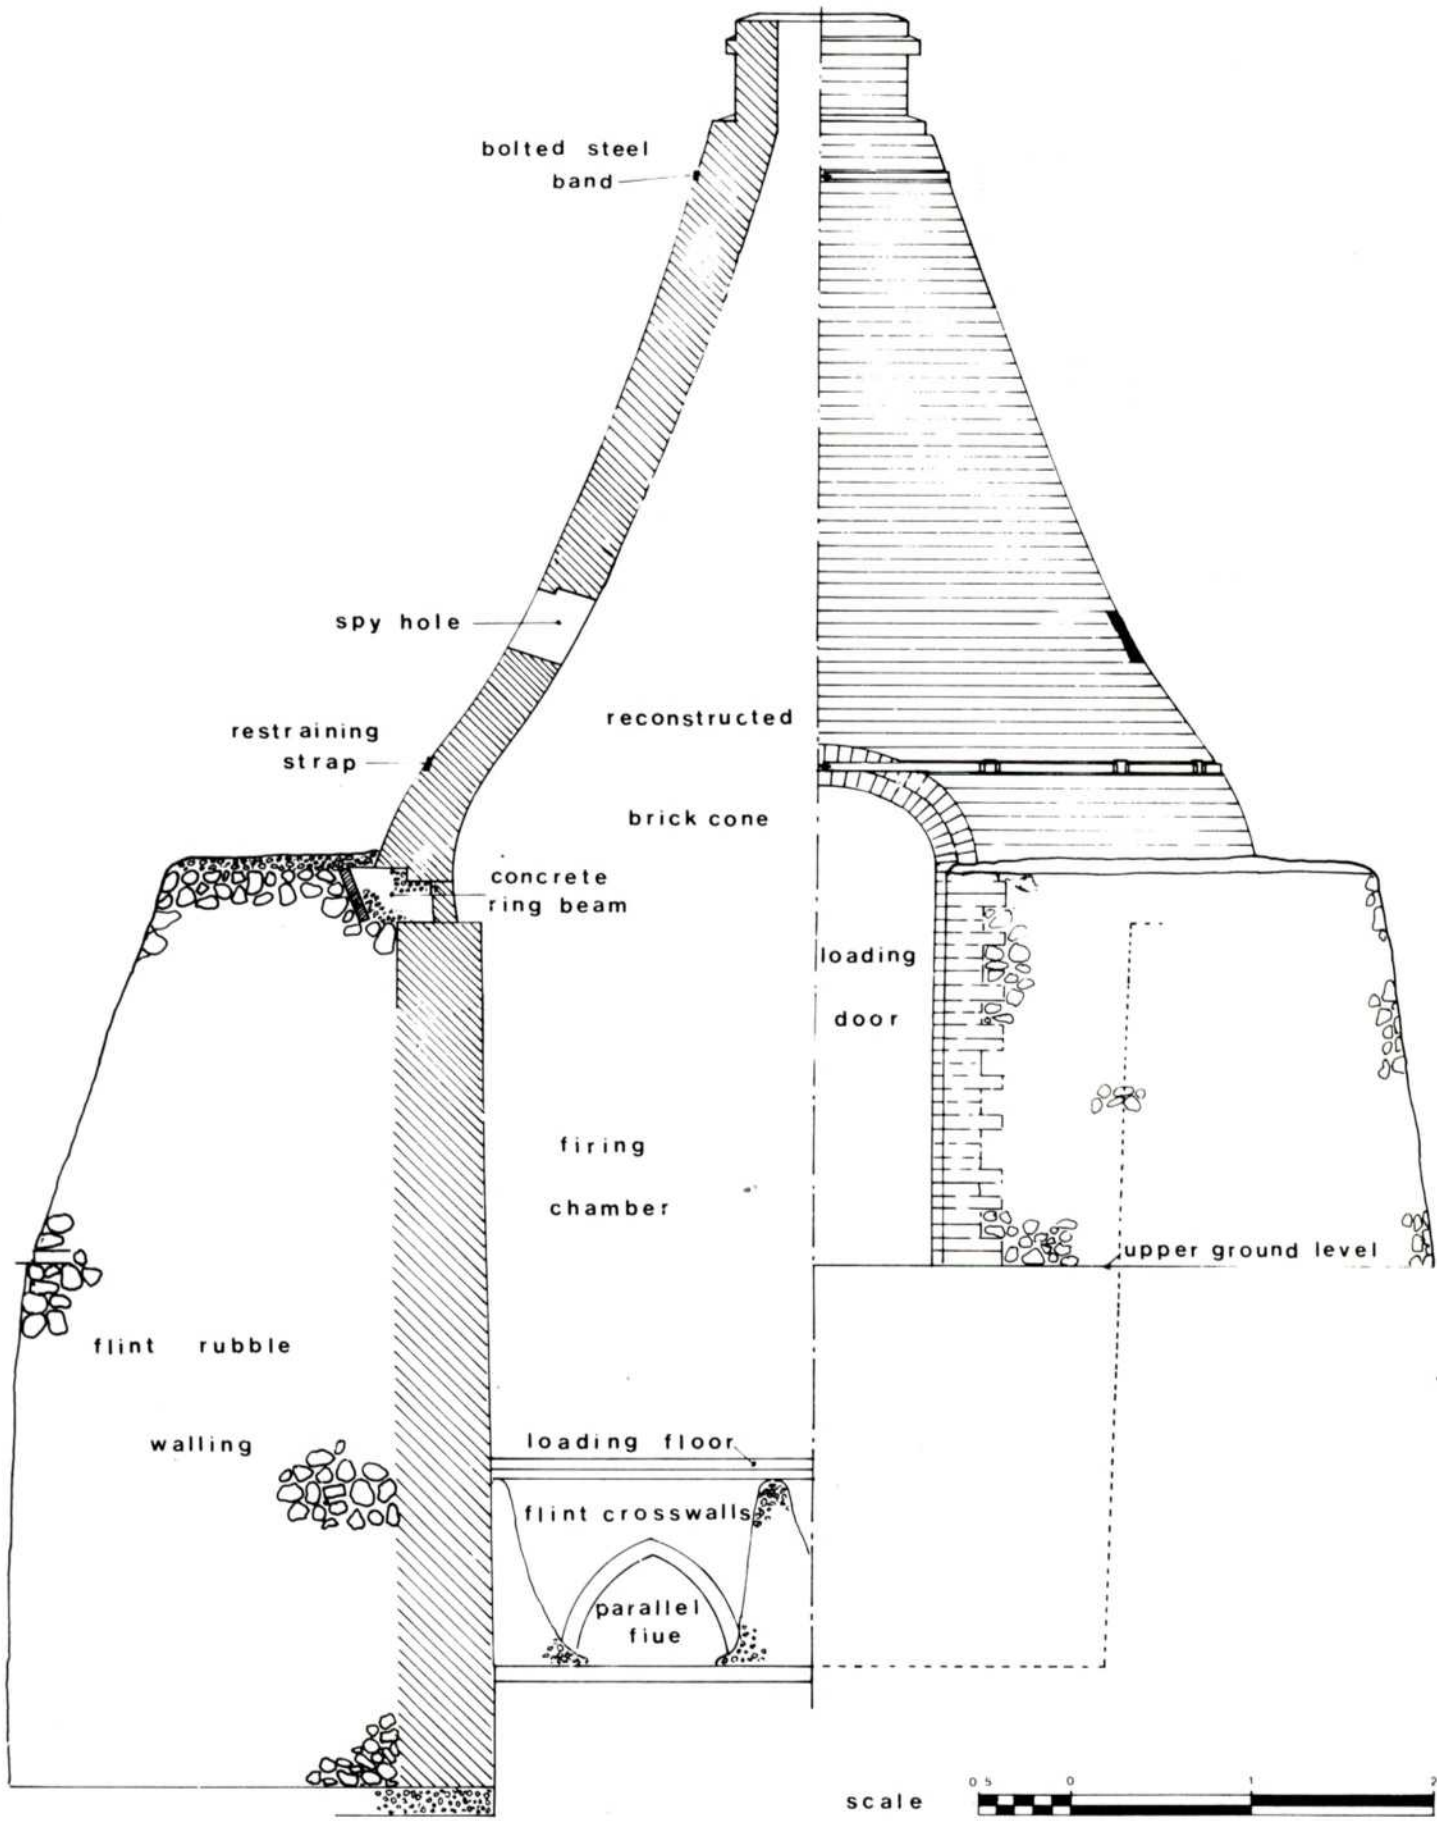 bolted steel
band
spy hole
restraining
strap
reconstructed
brick cone
concrete
ring beam
loading
door
firing
chamber
upper ground level
flint rubble
walling
loading floor
flint crosswalls
parallel
flue
scale
0 5 0 1 2